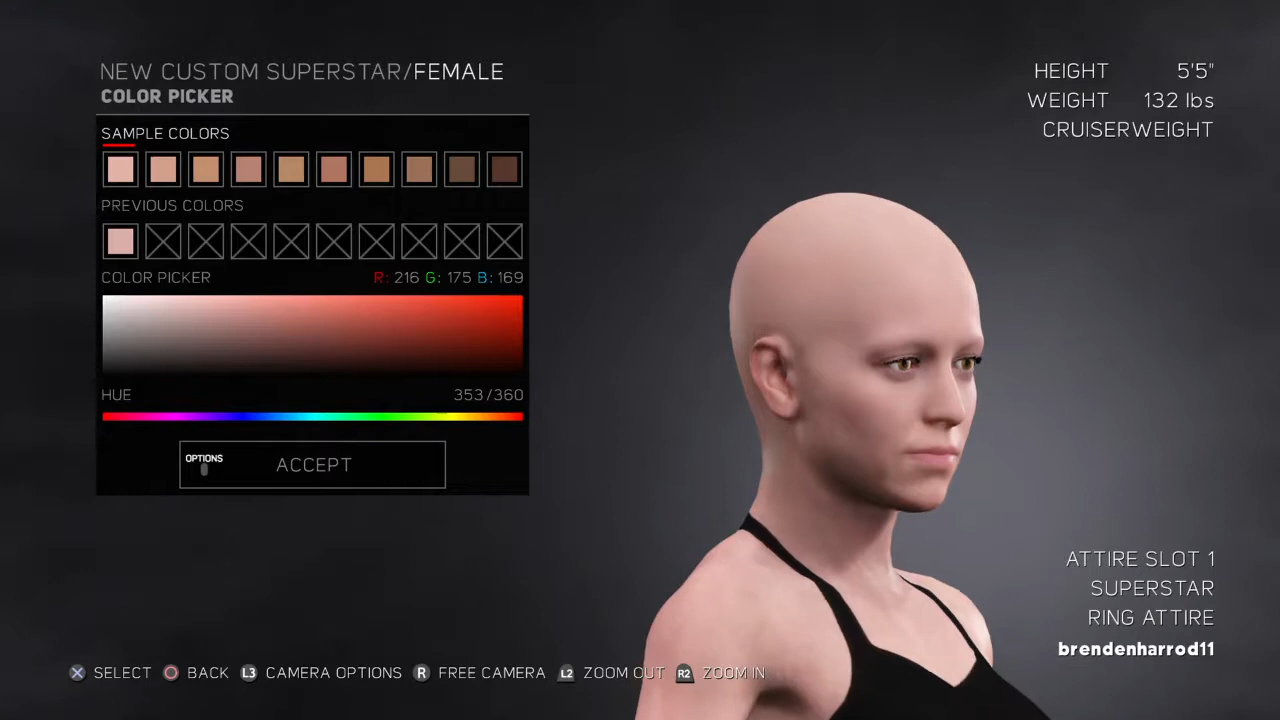 NEW CUSTOM SUPERSTAR/FEMALE
COLOR PICKER
SAMPLE COLORS
PREVIOUS COLORS
COLOR PICKER R: 216 G: 175 B: 169
HUE 353/360
OPTIONS ACCEPT
HEIGHT 5'5"
WEIGHT 132 lbs
CRUISERWEIGHT
ATTIRE SLOT 1
SUPERSTAR
RING ATTIRE
brendenharrod11
SELECT BACK L3 CAMERA OPTIONS R FREE CAMERA L2 ZOOM OUT R2 ZOOM IN